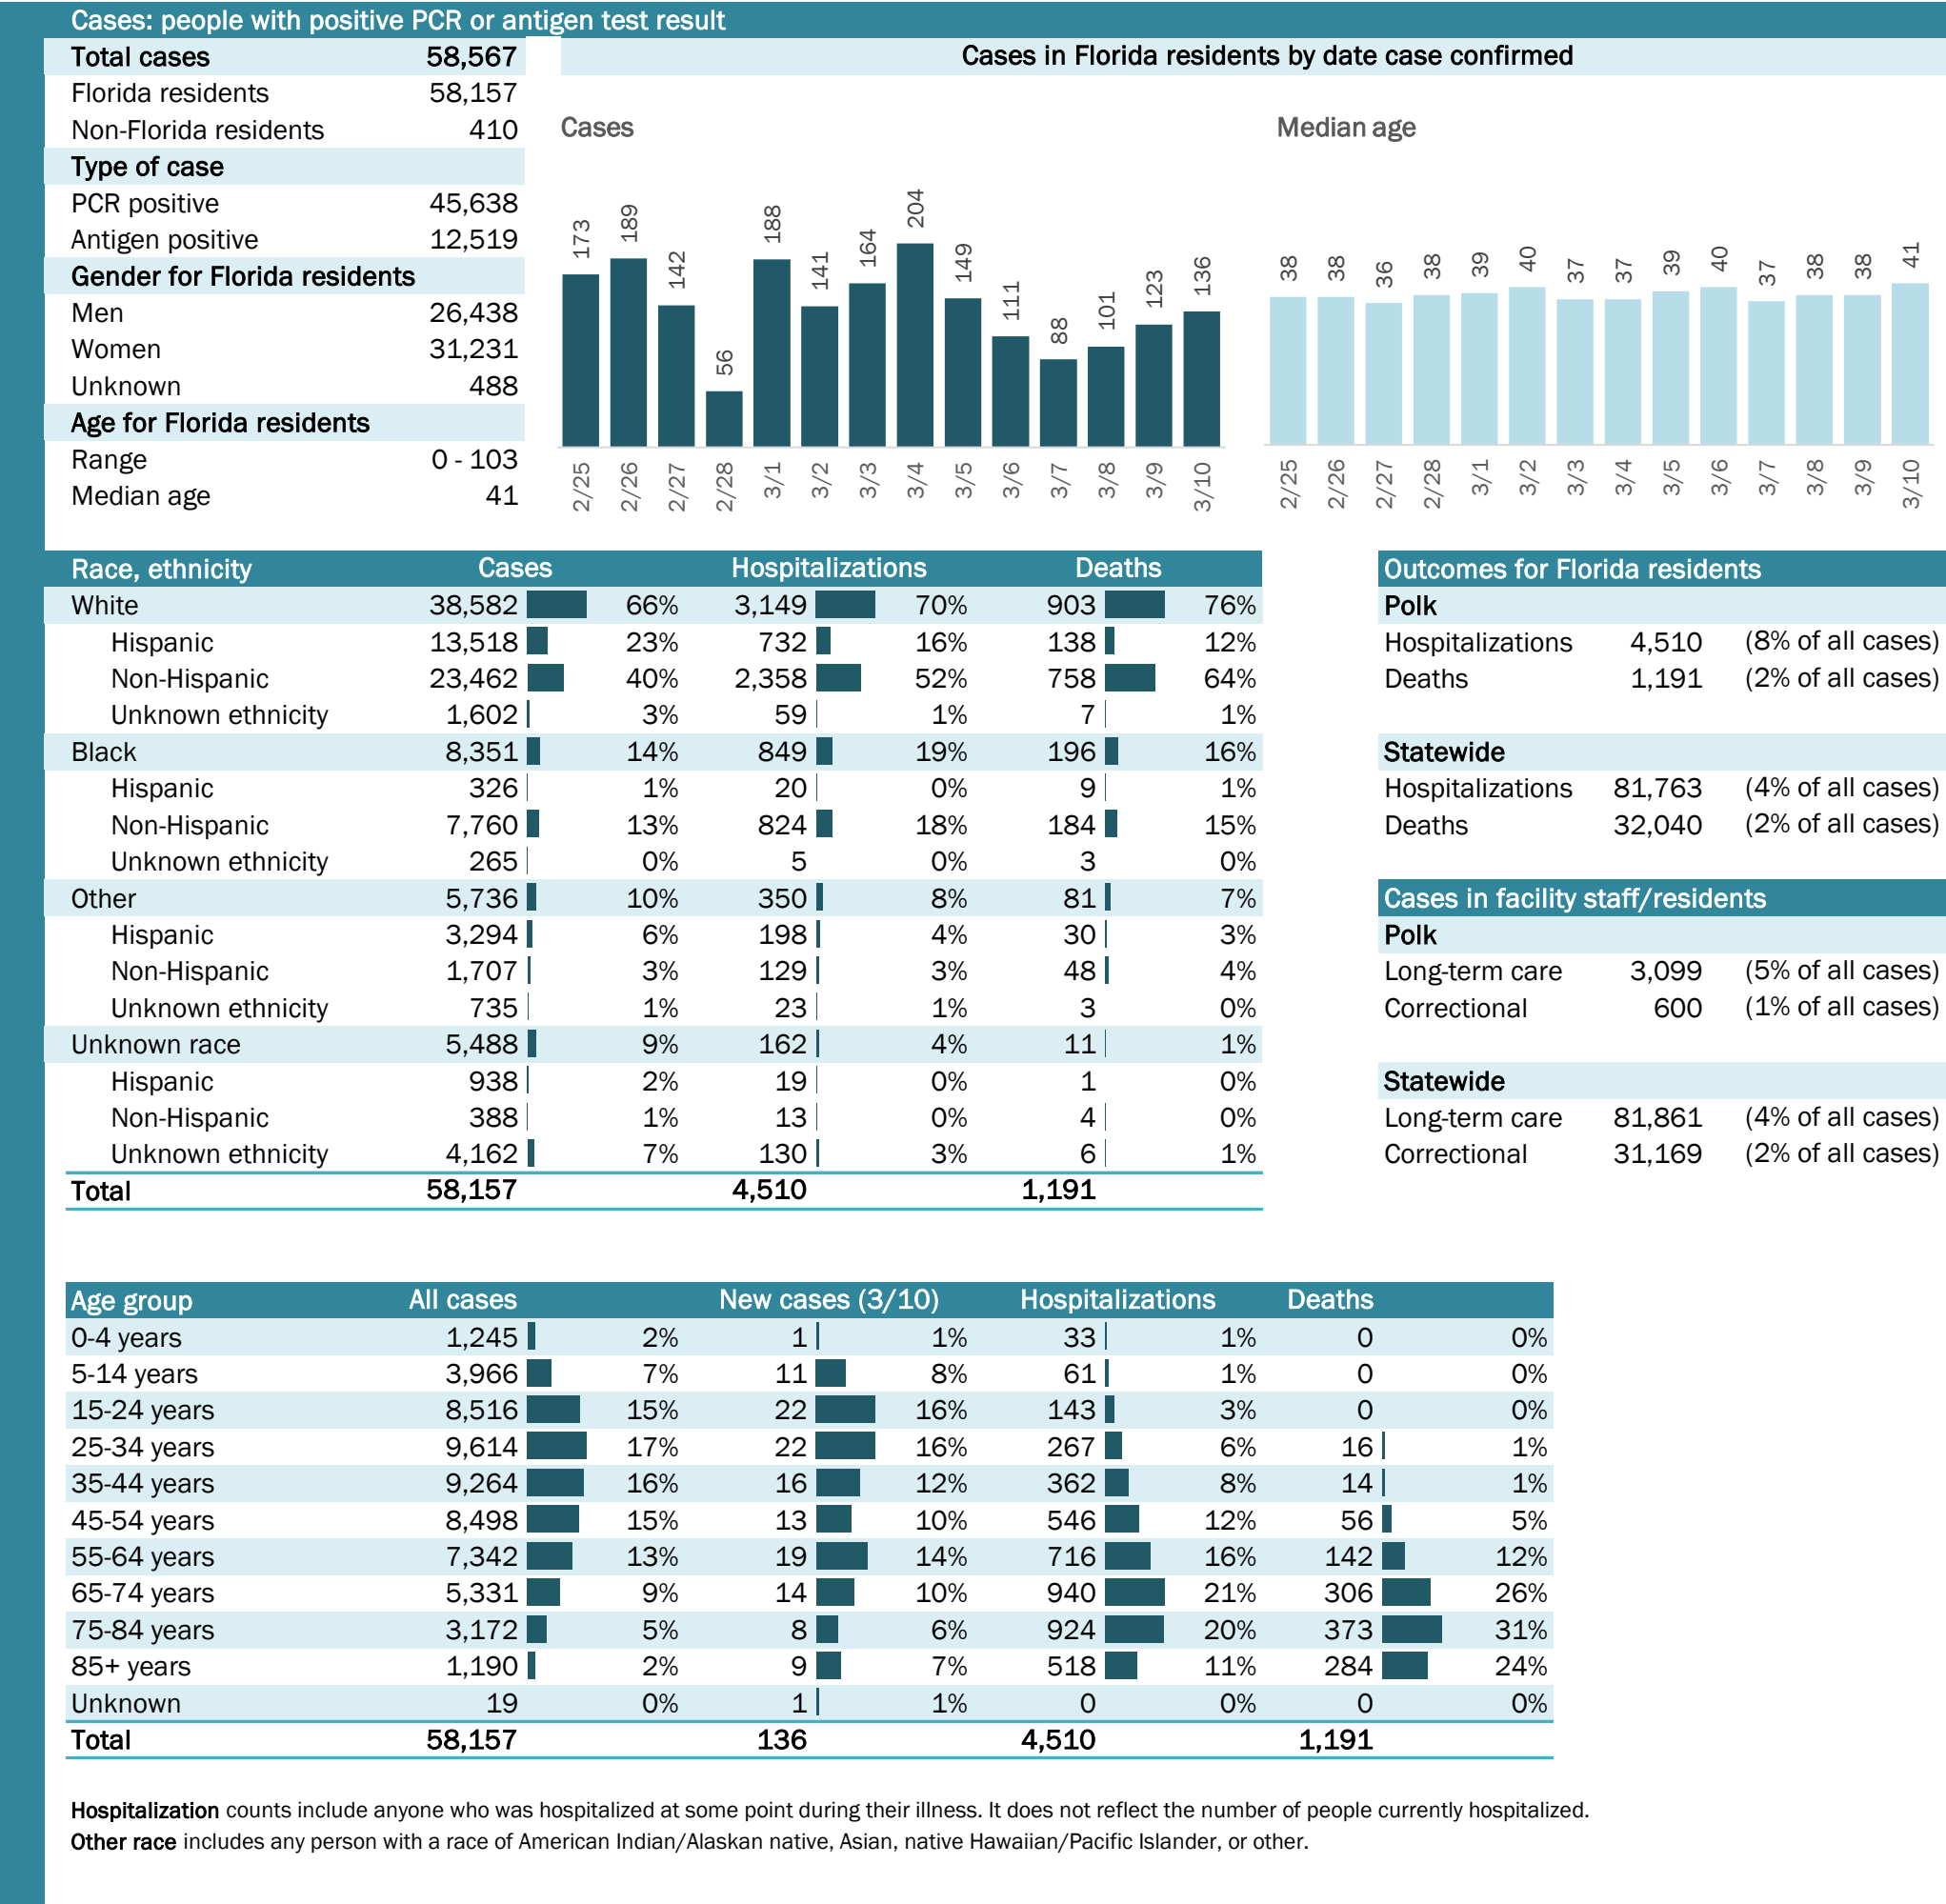 Cases: people with positive PCR or antigen test result
Total cases 58,567
Florida residents 58,157
Non-Florida residents 410
Type of case
PCR positive 45,638
Antigen positive 12,519
Gender for Florida residents
Men 26,438
Women 31,231
Unknown 488
Age for Florida residents
Range 0 - 103
Median age 41
Cases in Florida residents by date case confirmed
Cases
173 189 142 56 188 141 164 204 149 111 88 101 123 136
2/25 2/26 2/27 2/28 3/1 3/2 3/3 3/4 3/5 3/6 3/7 3/8 3/9 3/10
Median age
38 38 36 38 39 40 37 37 39 40 37 38 38 41
2/25 2/26 2/27 2/28 3/1 3/2 3/3 3/4 3/5 3/6 3/7 3/8 3/9 3/10
Race, ethnicity Cases Hospitalizations Deaths
White 38,582 66% 3,149 70% 903 76%
Hispanic 13,518 23% 732 16% 138 12%
Non-Hispanic 23,462 40% 2,358 52% 758 64%
Unknown ethnicity 1,602 3% 59 1% 7 1%
Black 8,351 14% 849 19% 196 16%
Hispanic 326 1% 20 0% 9 1%
Non-Hispanic 7,760 13% 824 18% 184 15%
Unknown ethnicity 265 0% 5 0% 3 0%
Other 5,736 10% 350 8% 81 7%
Hispanic 3,294 6% 198 4% 30 3%
Non-Hispanic 1,707 3% 129 3% 48 4%
Unknown ethnicity 735 1% 23 1% 3 0%
Unknown race 5,488 9% 162 4% 11 1%
Hispanic 938 2% 19 0% 1 0%
Non-Hispanic 388 1% 13 0% 4 0%
Unknown ethnicity 4,162 7% 130 3% 6 1%
Total 58,157 4,510 1,191
Outcomes for Florida residents
Polk
Hospitalizations 4,510 (8% of all cases)
Deaths 1,191 (2% of all cases)
Statewide
Hospitalizations 81,763 (4% of all cases)
Deaths 32,040 (2% of all cases)
Cases in facility staff/residents
Polk
Long-term care 3,099 (5% of all cases)
Correctional 600 (1% of all cases)
Statewide
Long-term care 81,861 (4% of all cases)
Correctional 31,169 (2% of all cases)
Age group All cases New cases (3/10) Hospitalizations Deaths
0-4 years 1,245 2% 1 1% 33 1% 0 0%
5-14 years 3,966 7% 11 8% 61 1% 0 0%
15-24 years 8,516 15% 22 16% 143 3% 0 0%
25-34 years 9,614 17% 22 16% 267 6% 16 1%
35-44 years 9,264 16% 16 12% 362 8% 14 1%
45-54 years 8,498 15% 13 10% 546 12% 56 5%
55-64 years 7,342 13% 19 14% 716 16% 142 12%
65-74 years 5,331 9% 14 10% 940 21% 306 26%
75-84 years 3,172 5% 8 6% 924 20% 373 31%
85+ years 1,190 2% 9 7% 518 11% 284 24%
Unknown 19 0% 1 1% 0 0% 0 0%
Total 58,157 136 4,510 1,191
Hospitalization counts include anyone who was hospitalized at some point during their illness. It does not reflect the number of people currently hospitalized.
Other race includes any person with a race of American Indian/Alaskan native, Asian, native Hawaiian/Pacific Islander, or other.